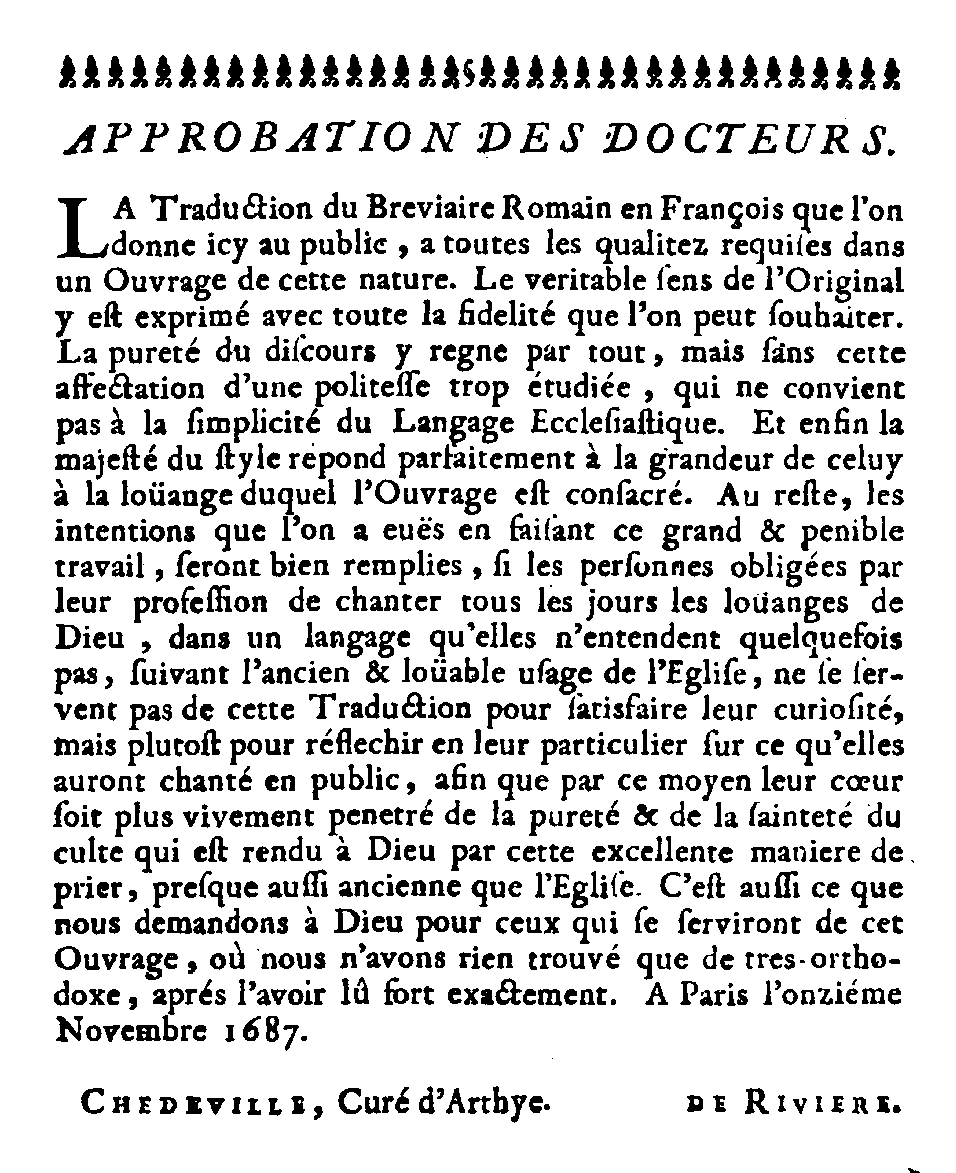 APPROBATION DES DOCTEURS.
LA Traduction du Breviaire Romain en François que l'on
donne icy au public, a toutes les qualitez requiſes dans
un Ouvrage de cette nature. Le veritable ſens de l'Original
y eſt exprimé avec toute la fidelité que l'on peut ſouhaiter.
La pureté du diſcours y regne par tout, mais ſans cette
affectation d'une politeſſe trop étudiée, qui ne convient
pas à la ſimplicité du Langage Eccleſiaſtique. Et enfin la
majeſté du ſtyle répond parfaitement à la grandeur de celuy
à la loüange duquel l'Ouvrage eſt conſacré. Au reſte, les
intentions que l'on a euës en faiſant ce grand & penible
travail, ſeront bien remplies, ſi les perſonnes obligées par
leur profeſſion de chanter tous les jours les loüanges de
Dieu, dans un langage qu'elles n'entendent quelquefois
pas, ſuivant l'ancien & loüable uſage de l'Egliſe, ne ſe ſer-
vent pas de cette Traduction pour ſatisfaire leur curioſité,
mais plutoſt pour réflechir en leur particulier ſur ce qu'elles
auront chanté en public, afin que par ce moyen leur cœur
ſoit plus vivement penetré de la pureté & de la ſainteté du
culte qui eſt rendu à Dieu par cette excellente maniere de
prier, preſque auſſi ancienne que l'Egliſe. C'eſt auſſi ce que
nous demandons à Dieu pour ceux qui ſe ſerviront de cet
Ouvrage, où nous n'avons rien trouvé que de tres-ortho-
doxe, aprés l'avoir lû fort exactement. A Paris l'onziéme
Novembre 1687.
CHEDEVILLE, Curé d'Arthye. DE RIVIERE.